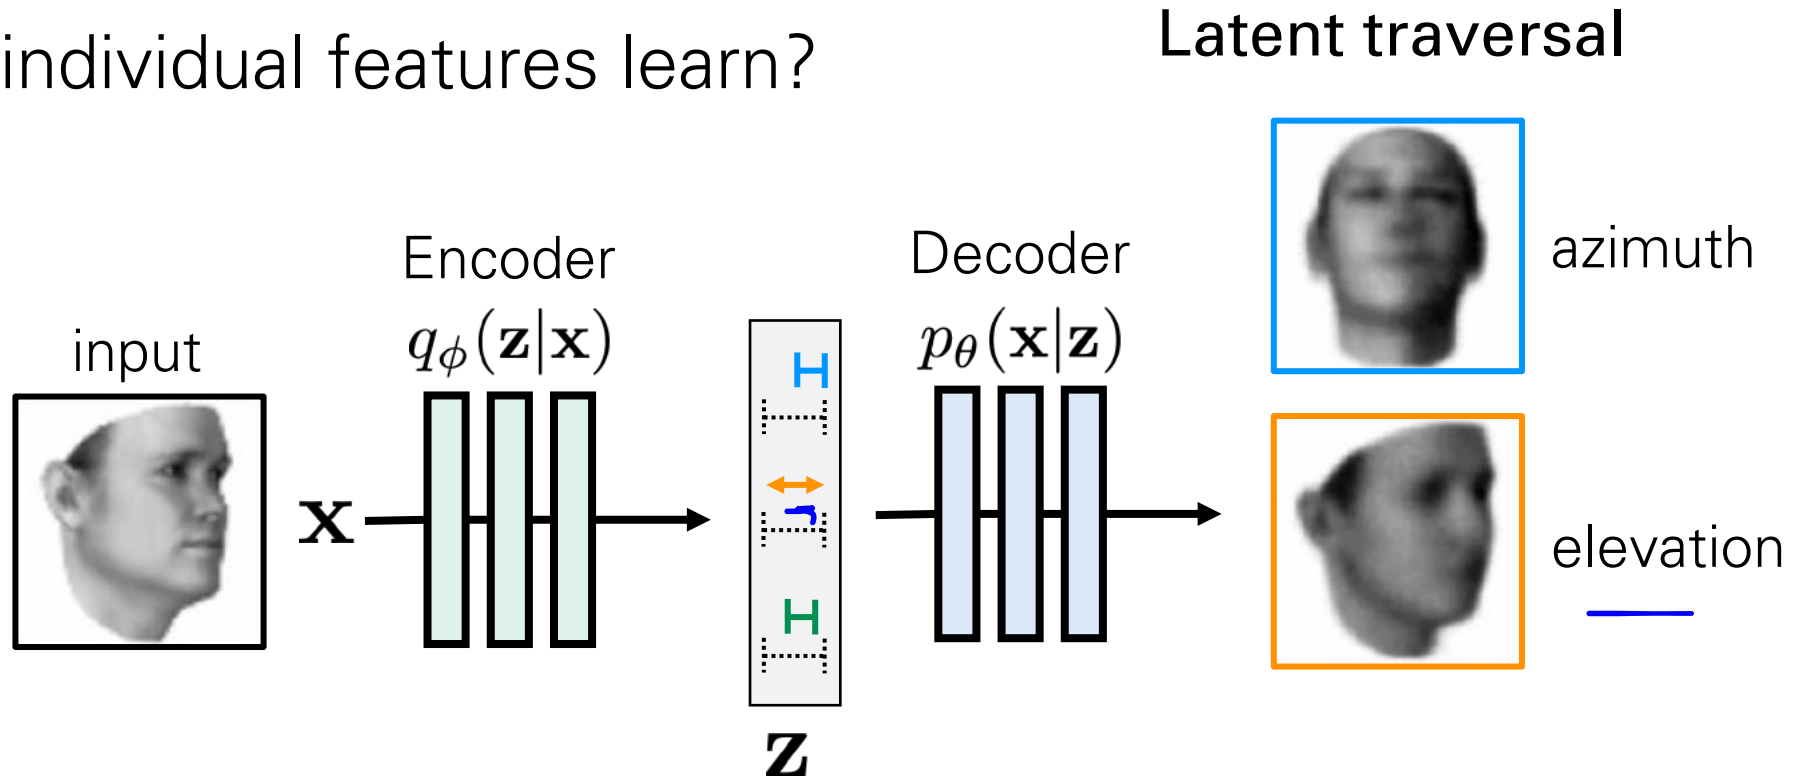 individual features learn?
Latent traversal
input
x
Encoder
qϕ(z|x)
z
Decoder
pθ(x|z)
azimuth
elevation